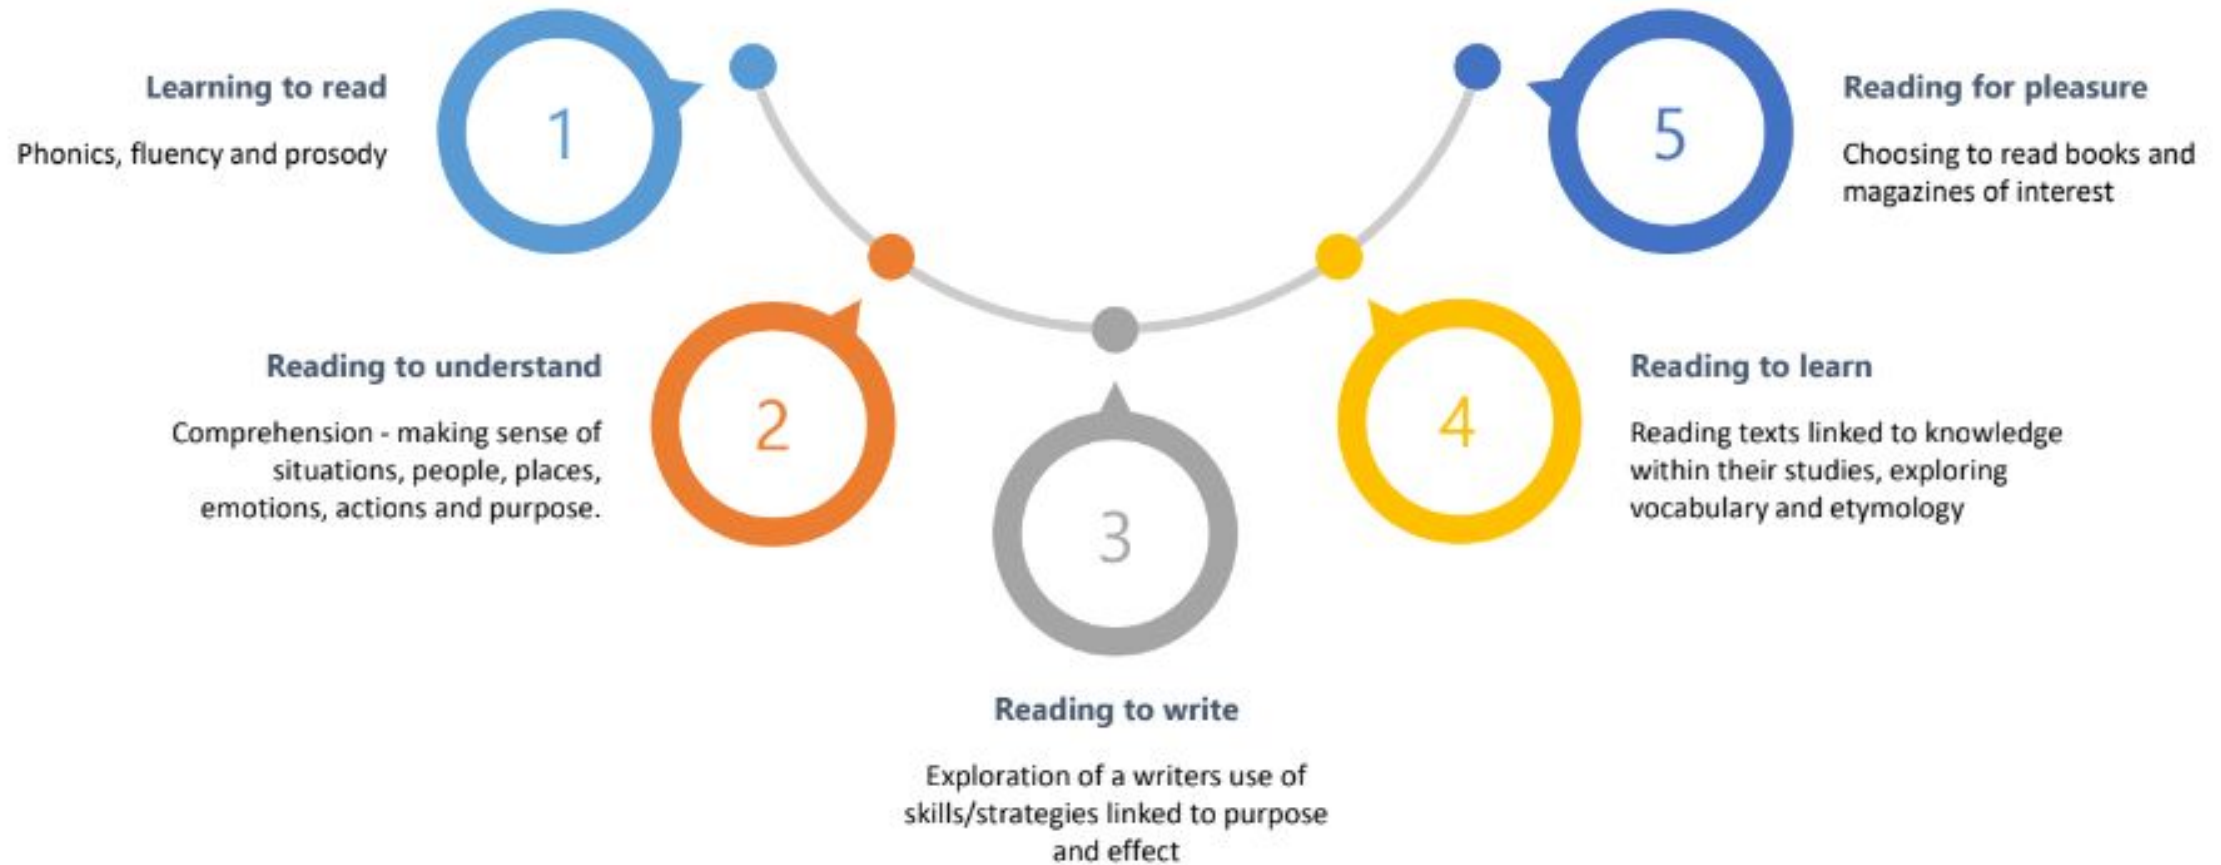 1
Learning to read
Phonics, fluency and prosody
2
Reading to understand
Comprehension - making sense of
situations, people, places,
emotions, actions and purpose.
3
Reading to write
Exploration of a writers use of
skills/strategies linked to purpose
and effect
4
Reading to learn
Reading texts linked to knowledge
within their studies, exploring
vocabulary and etymology
5
Reading for pleasure
Choosing to read books and
magazines of interest